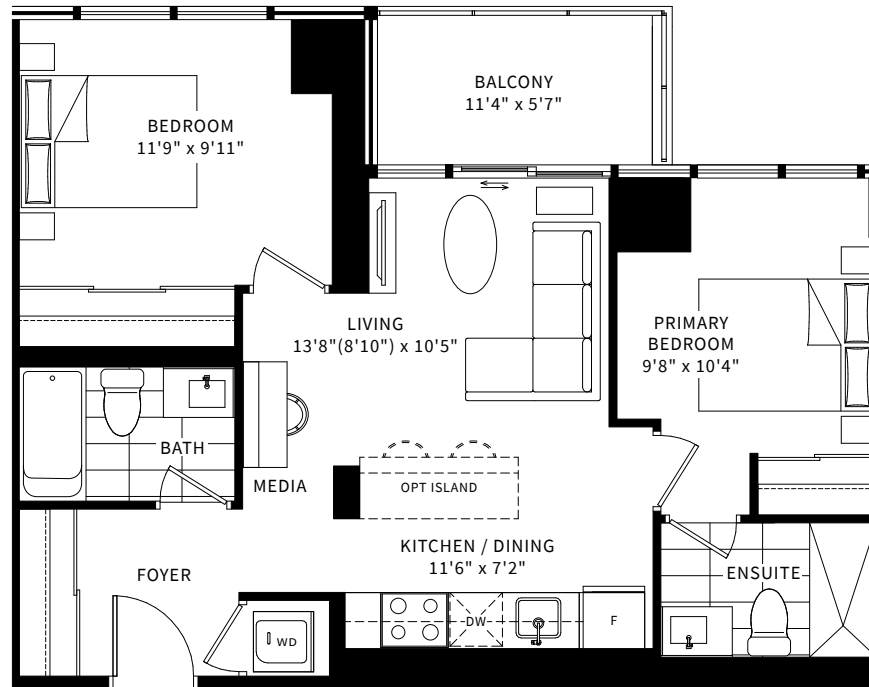 BALCONY
11'4" x 5'7"
BEDROOM
11'9" x 9'11"
LIVING
13'8"(8'10") x 10'5"
PRIMARY
BEDROOM
9'8" x 10'4"
BATH
MEDIA
OPT ISLAND
KITCHEN / DINING
11'6" x 7'2"
FOYER
ENSUITE
WD
DW
F